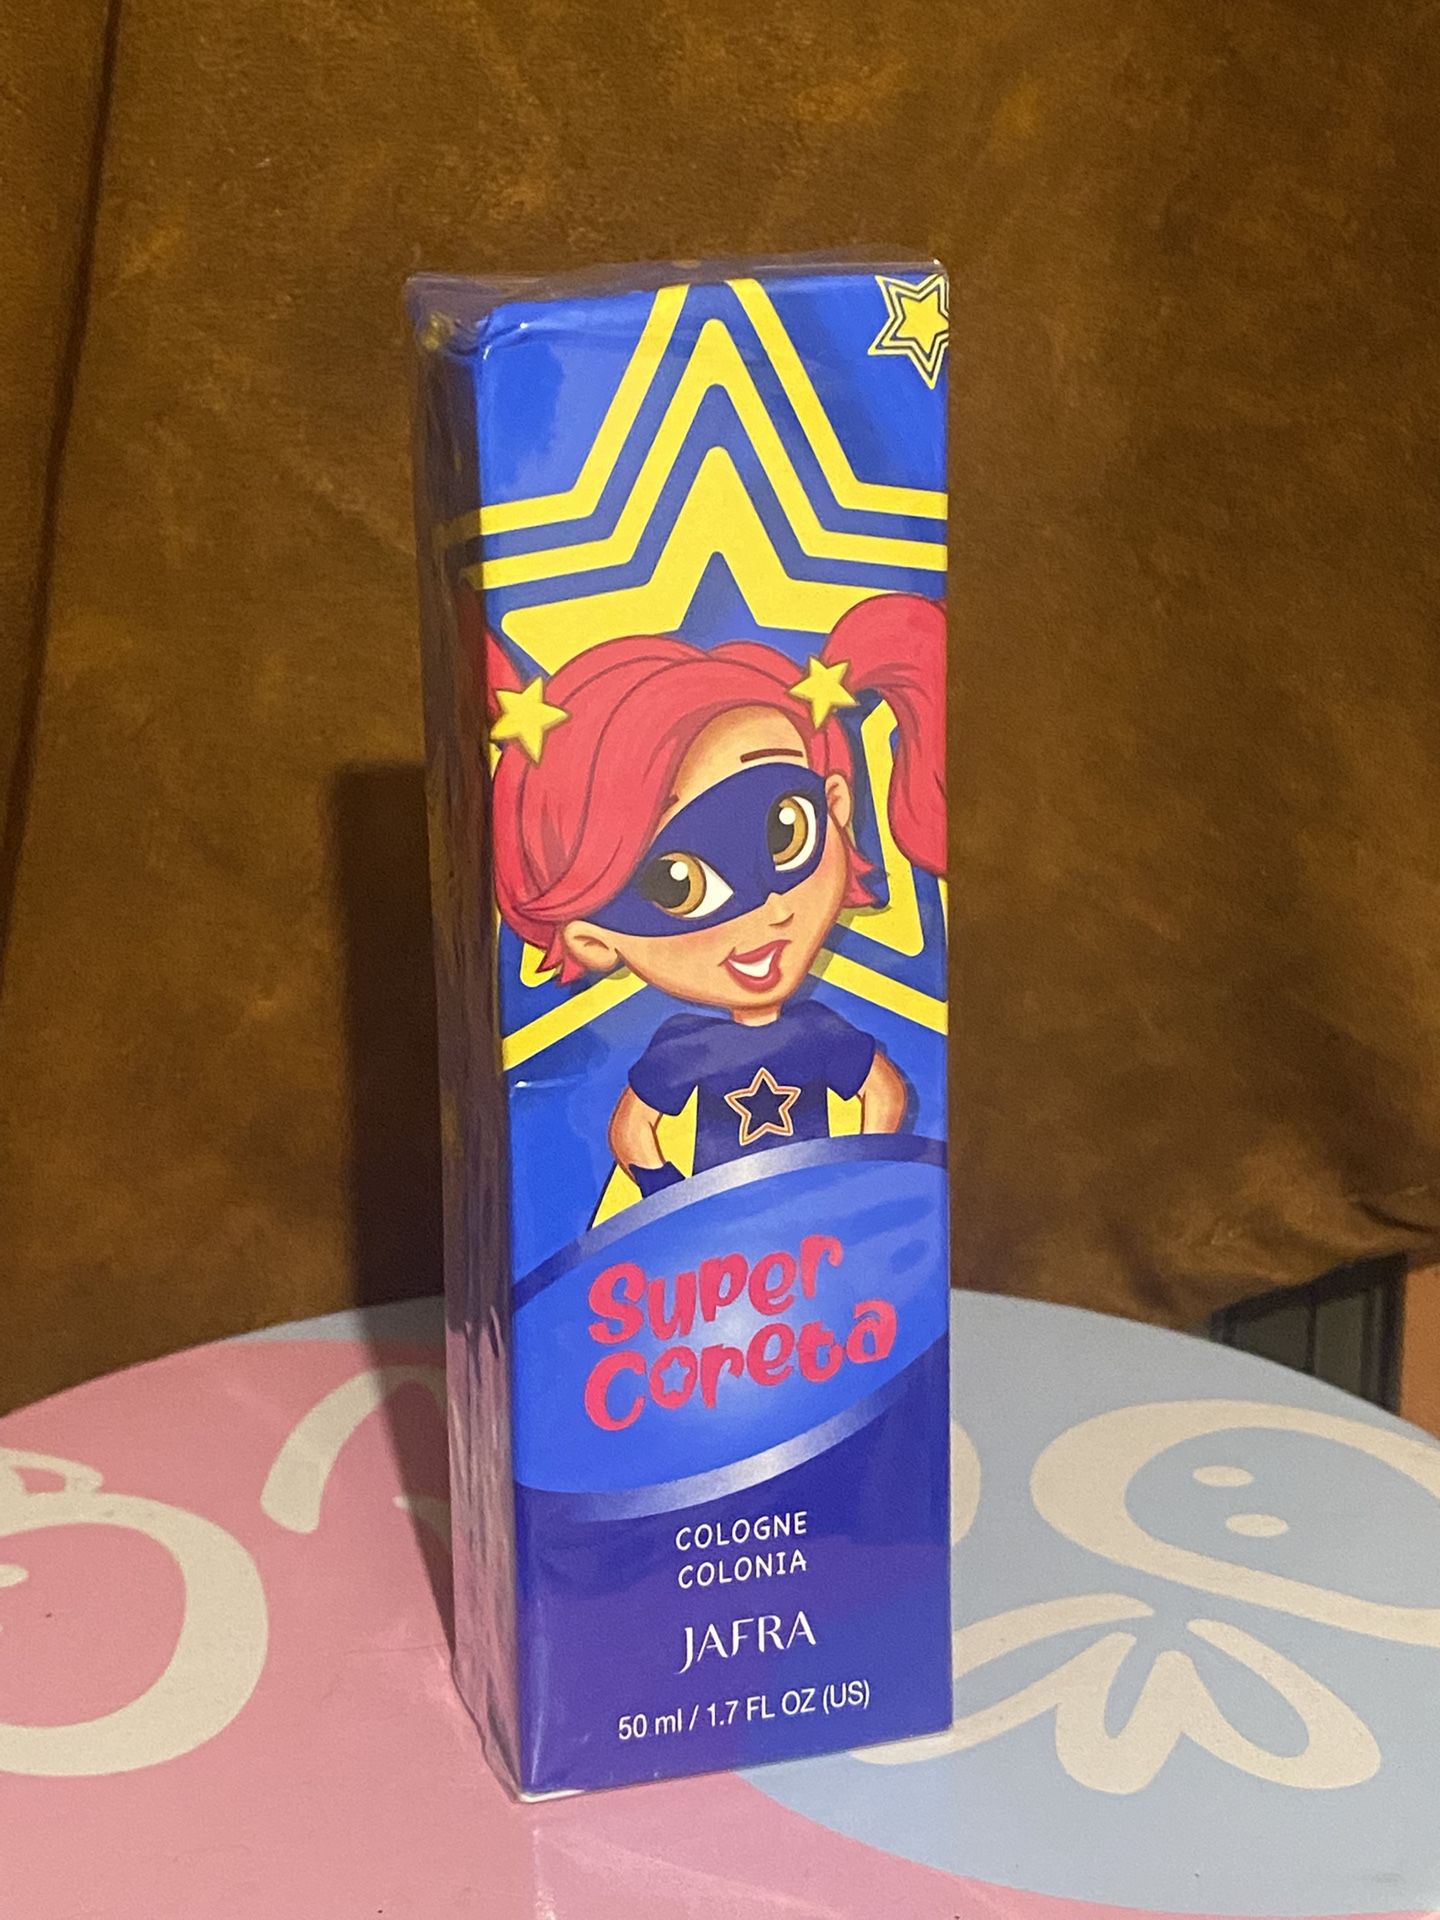 Super
Coreta
COLOGNE
COLONIA
JAFRA
50 ml / 1.7 FL OZ (US)